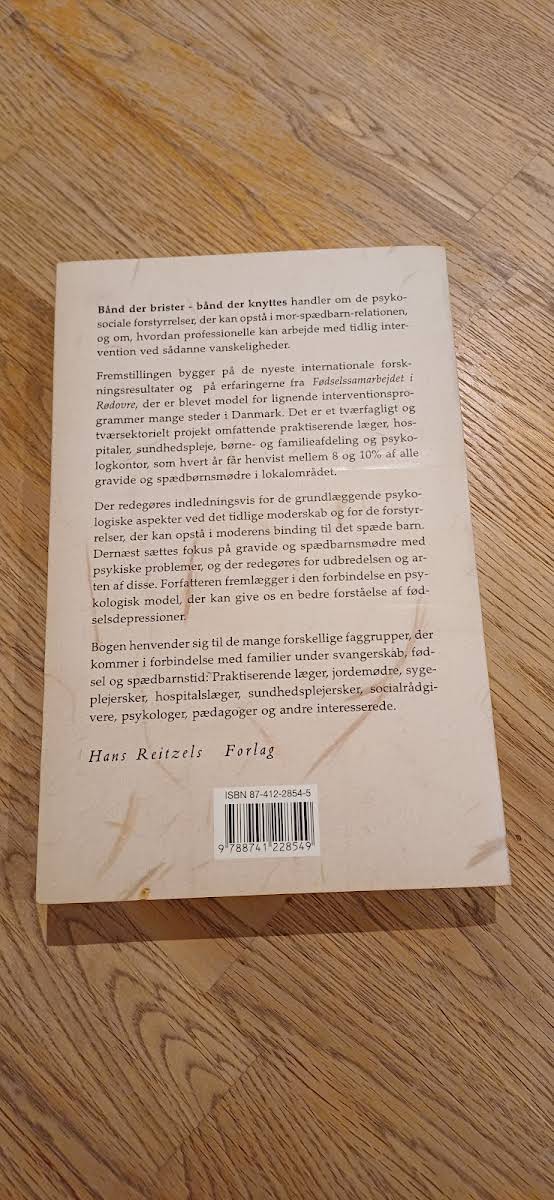 Bånd der brister – bånd der knyttes handler om de psyko-
sociale forstyrrelser, der kan opstå i mor-spædbarn-relationen,
og om, hvordan professionelle kan arbejde med tidlig inter-
vention ved sådanne vanskeligheder.
Fremstillingen bygger på de nyeste internationale forsk-
ningsresultater og på erfaringerne fra Fødselssamarbejdet i
Rødovre, der er blevet model for lignende interventionspro-
grammer mange steder i Danmark. Det er et tværfagligt og
tværsektorielt projekt omfattende praktiserende læger, hos-
pitaler, sundhedspleje, børne- og familieafdeling og psyko-
logkontor, som hvert år får henvist mellem 8 og 10% af alle
gravide og spædbørnsmødre i lokalområdet.
Der redegøres indledningsvis for de grundlæggende psyko-
logiske aspekter ved det tidlige moderskab og for de forstyr-
relser, der kan opstå i moderens binding til det spæde barn.
Dernæst sættes fokus på gravide og spædbarnsmødre med
psykiske problemer, og der redegøres for udbredelsen og ar-
ten af disse. Forfatteren fremlægger i den forbindelse en psy-
kologisk model, der kan give os en bedre forståelse af fød-
selsdepressioner.
Bogen henvender sig til de mange forskellige faggrupper, der
kommer i forbindelse med familier under svangerskab, fød-
sel og spædbarnstid: Praktiserende læger, jordemødre, syge-
plejersker, hospitalslæger, sundhedsplejersker, socialrådgi-
vere, psykologer, pædagoger og andre interesserede.
Hans Reitzels Forlag
ISBN 87-412-2854-5
9 788741 228549